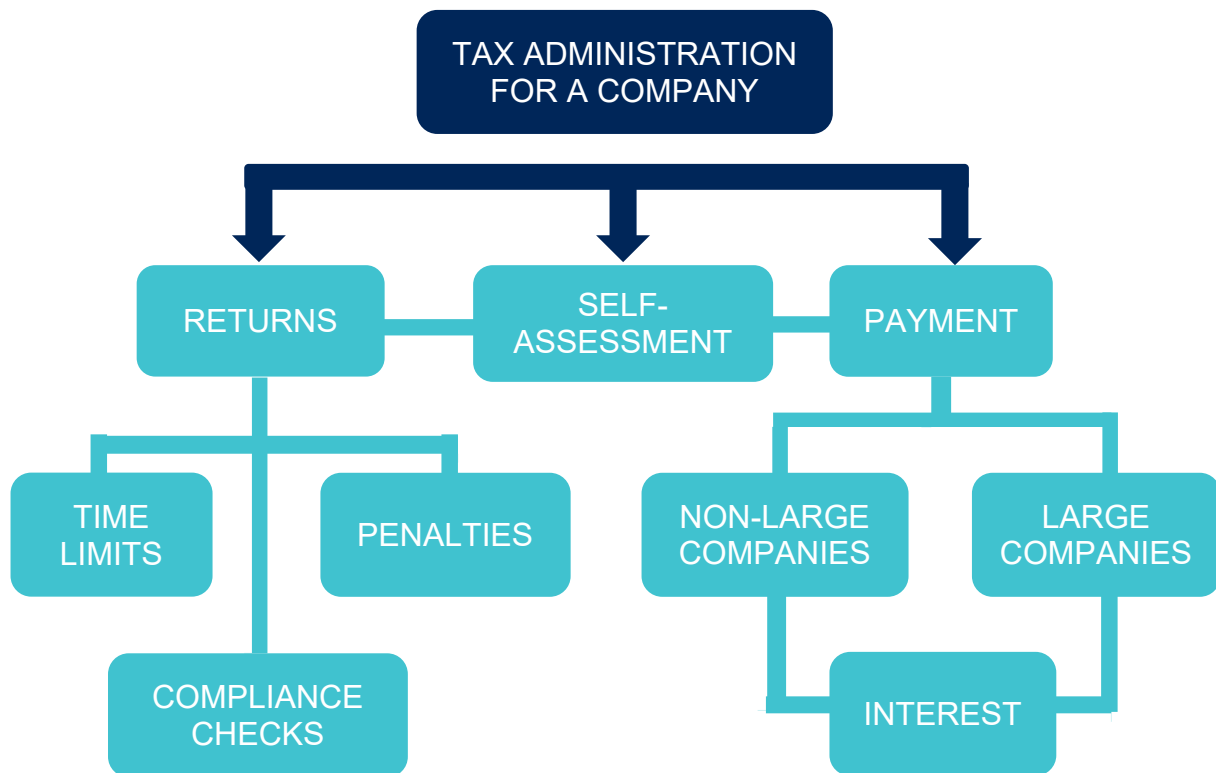 TAX ADMINISTRATION
FOR A COMPANY
RETURNS
SELF-
ASSESSMENT
PAYMENT
TIME
LIMITS
PENALTIES
NON-LARGE
COMPANIES
LARGE
COMPANIES
COMPLIANCE
CHECKS
INTEREST